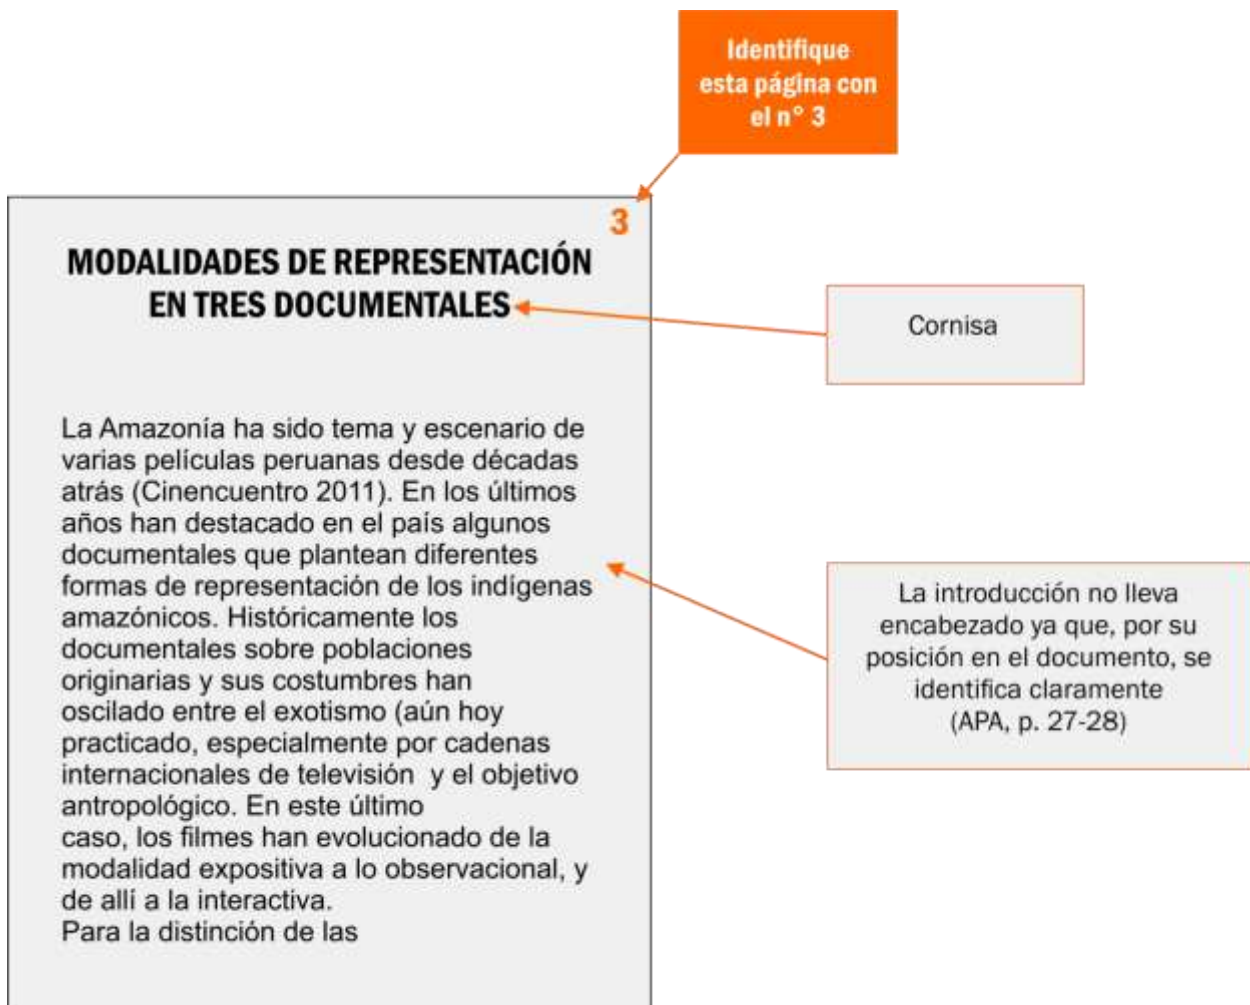 Identifique
esta página con
el n° 3
3
MODALIDADES DE REPRESENTACIÓN
EN TRES DOCUMENTALES
Cornisa
La Amazonía ha sido tema y escenario de
varias películas peruanas desde décadas
atrás (Cinencuentro 2011). En los últimos
años han destacado en el país algunos
documentales que plantean diferentes
formas de representación de los indígenas
amazónicos. Históricamente los
documentales sobre poblaciones
originarias y sus costumbres han
oscilado entre el exotismo (aún hoy
practicado, especialmente por cadenas
internacionales de televisión  y el objetivo
antropológico. En este último
caso, los filmes han evolucionado de la
modalidad expositiva a lo observacional, y
de allí a la interactiva.
Para la distinción de las
La introducción no lleva
encabezado ya que, por su
posición en el documento, se
identifica claramente
(APA, p. 27-28)